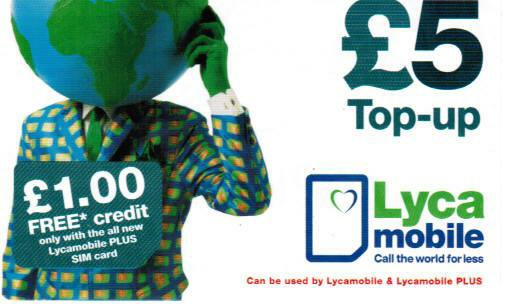 £5
Top-up
£1.00
FREE* credit
only with the all new
Lycamobile PLUS
SIM card
Lyca
mobile
Call the world for less
Can be used by Lycamobile & Lycamobile PLUS